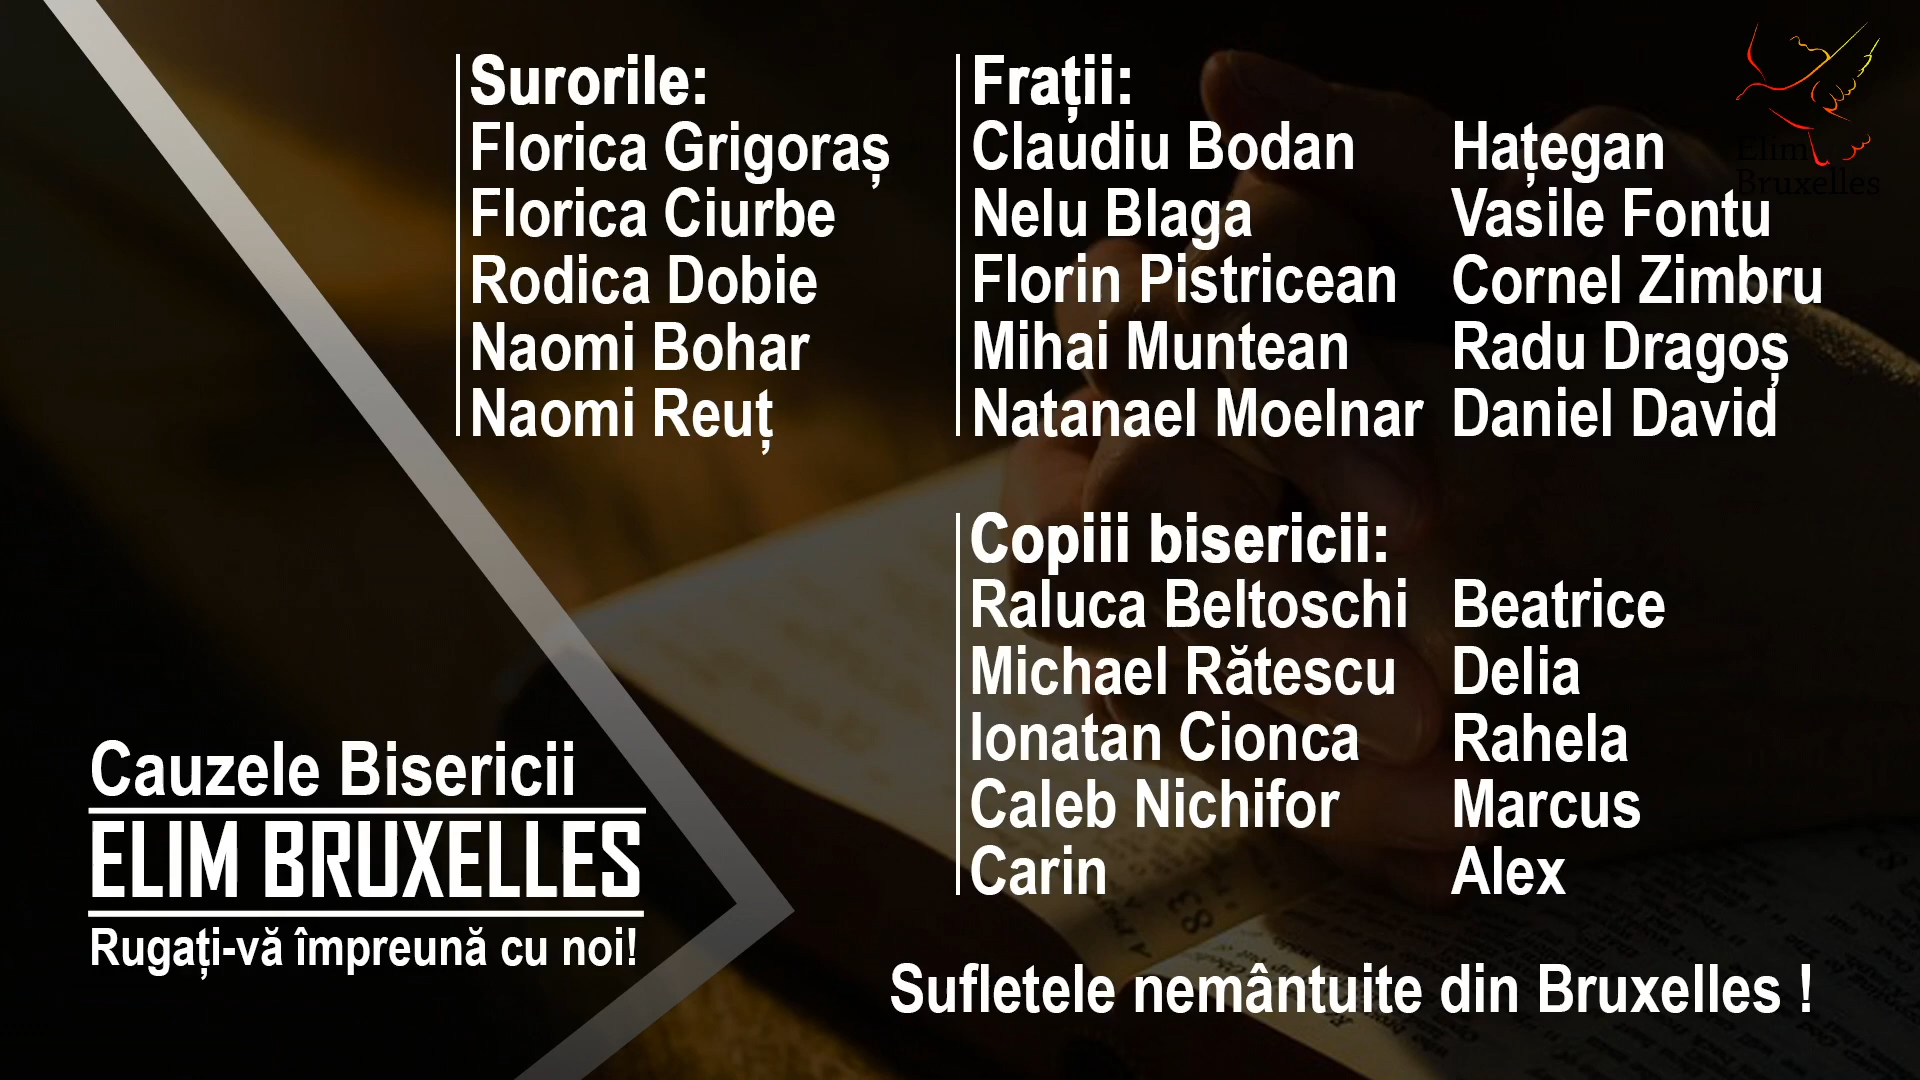 Surorile:
Florica Grigoraș
Florica Ciurbe
Rodica Dobie
Naomi Bohar
Naomi Reuț
Frații:
Claudiu Bodan
Nelu Blaga
Florin Pistricean
Mihai Muntean
Natanael Moelnar
Hațegan
Vasile Fontu
Cornel Zimbru
Radu Dragoș
Daniel David
Elim
Bruxelles
Copiii bisericii:
Raluca Beltoschi
Michael Rătescu
Ionatan Cionca
Caleb Nichifor
Carin
Beatrice
Delia
Rahela
Marcus
Alex
Cauzele Bisericii
ELIM BRUXELLES
Rugați-vă împreună cu noi!
Sufletele nemântuite din Bruxelles !